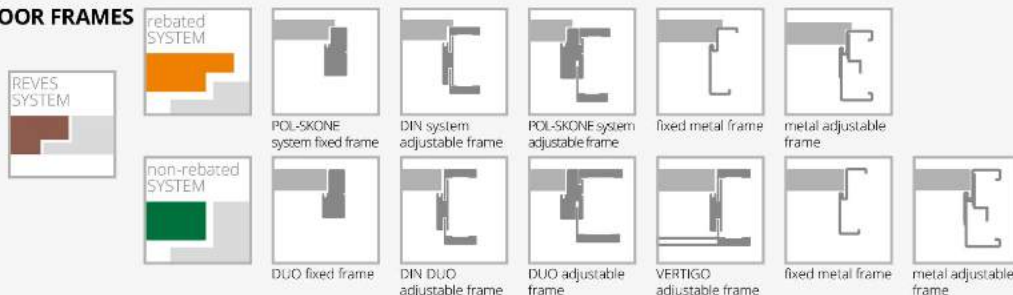 OOR FRAMES
rebated
SYSTEM
REVES
SYSTEM
POL-SKONE
system fixed frame
DIN system
adjustable frame
POL-SKONE system
adjustable frame
fixed metal frame
metal adjustable
frame
non-rebated
SYSTEM
DUO fixed frame
DIN DUO
adjustable frame
DUO adjustable
frame
VERTIGO
adjustable frame
fixed metal frame
metal adjustable
frame